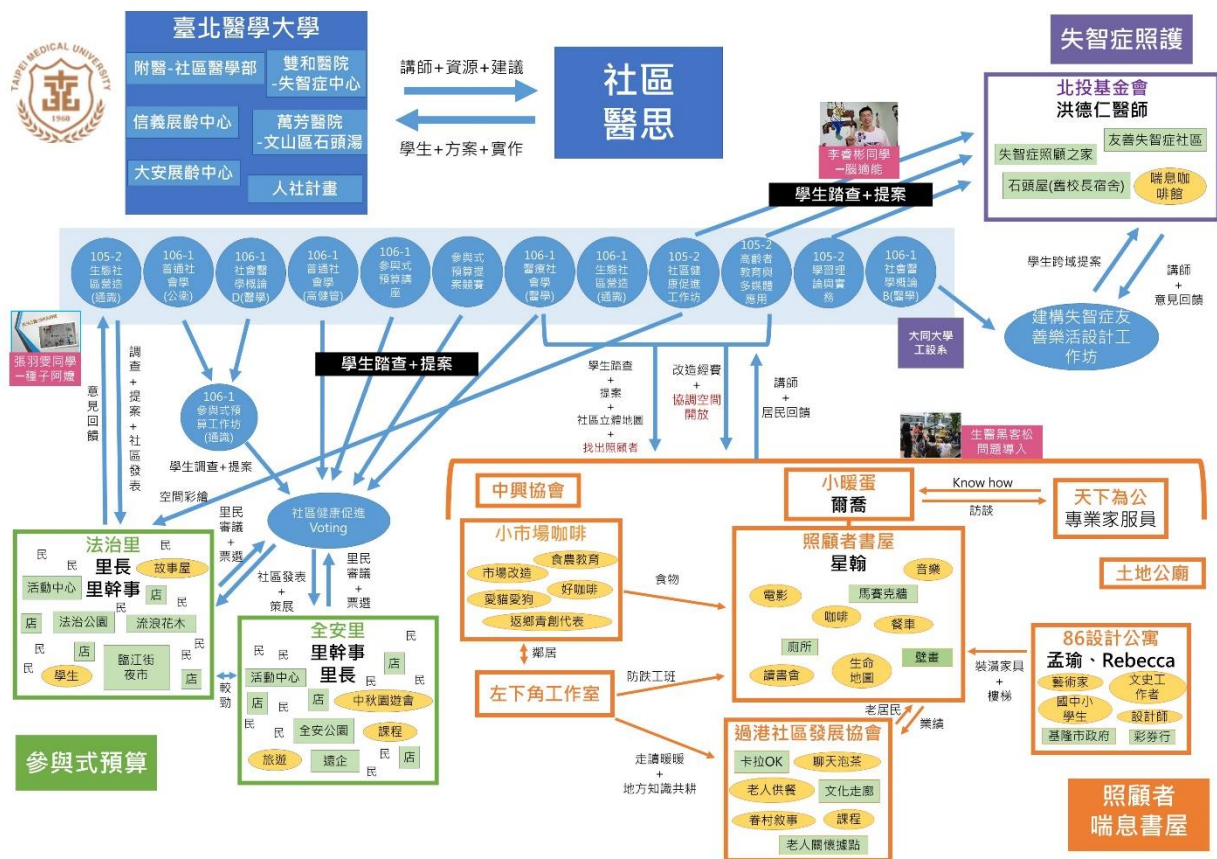 TAIPEI MEDICAL UNIVERSITY
1960
臺北醫學大學
附醫-社區醫學部
雙和醫院
-失智症中心
信義展齡中心
萬芳醫院
-文山區石頭湯
大安展齡中心
人社計畫
講師+資源+建議
學生+方案+實作
社區
醫思
失智症照護
北投基金會
洪德仁醫師
友善失智症社區
失智症照顧之家
石頭屋(舊校長宿舍)
喘息咖
啡館
李睿彬同學
—腦適能
學生踏查+提案
105-2
生態社
區營造
(通識)
106-1
普通社
會學
(公衛)
106-1
社會醫
學概論
D(醫學)
106-1
普通社
會學
(高健管)
106-1
參與式
預算講
座
參與式
預算提
案競賽
106-1
醫療社
會學
(醫學)
106-1
生態社
區營造
(通識)
105-2
社區健
康促進
工作坊
105-2
高齡者
教育與
多媒體
應用
105-2
學習理
論與實
務
106-1
社會醫
學概論
B(醫學)
學生跨域提案
講師
+
意見回饋
大同大學
工設系
建構失智症友
善樂活設計工
作坊
張羽雯同學
—種子阿嬤
意見回饋
調查+提案+社區發表
106-1
參與式預
算工作坊
(通識)
學生踏查+提案
學生調查+提案
空間彩繪
里民
審議
+
票選
社區健康促進
Voting
社區發表
+
策展
里民
審議
+
票選
學生踏查
+
提案
+
社區立體地圖
+
找出照顧者
改造經費
+
協調空間
開放
講師
+
居民回饋
生醫黑客松
問題導入
法治里
里長
里幹事
民
民
民
民
故事屋
活動中心
店
民
店
法治公園
流浪花木
民
店
民
學生
臨江街
夜市
民
店
民
較勁
全安里
里幹事
里長
民
民
店
活動中心
店
店
中秋園遊會
民
民
全安公園
課程
民
旅遊
遠企
民
店
參與式預算
中興協會
小市場咖啡
食農教育
市場改造
好咖啡
愛貓愛狗
返鄉青創代表
食物
鄰居
左下角工作室
防跌工班
走讀暖暖
+
地方知識共耕
小暖蛋
爾喬
Know how
訪談
天下為公
專業家服員
照顧者書屋
星翰
音樂
電影
馬賽克牆
咖啡
餐車
廁所
壁畫
讀書會
生命
地圖
土地公廟
86設計公寓
孟瑜、Rebecca
藝術家
文史工
作者
國中小
學生
設計師
基隆市政府
彩券行
裝潢家具
+
樓梯
老居民
業績
過港社區發展協會
卡拉OK
聊天泡茶
老人供餐
文化走廊
眷村敘事
課程
老人關懷據點
照顧者
喘息書屋